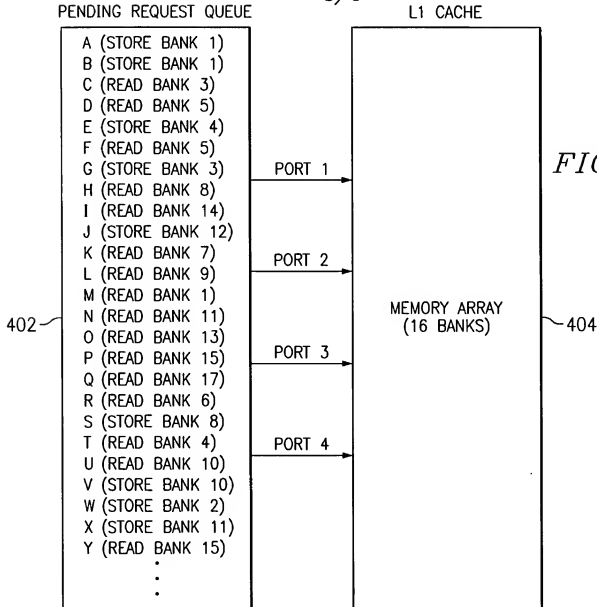 PENDING REQUEST QUEUE
L1 CACHE
A (STORE BANK 1)
B (STORE BANK 1)
C (READ BANK 3)
D (READ BANK 5)
E (STORE BANK 4)
F (READ BANK 5)
G (STORE BANK 3)
H (READ BANK 8)
I (READ BANK 14)
J (STORE BANK 12)
K (READ BANK 7)
L (READ BANK 9)
M (READ BANK 1)
N (READ BANK 11)
O (READ BANK 13)
P (READ BANK 15)
Q (READ BANK 17)
R (READ BANK 6)
S (STORE BANK 8)
T (READ BANK 4)
U (READ BANK 10)
V (STORE BANK 10)
W (STORE BANK 2)
X (STORE BANK 11)
Y (READ BANK 15)
402
PORT 1
PORT 2
PORT 3
PORT 4
MEMORY ARRAY
(16 BANKS)
404